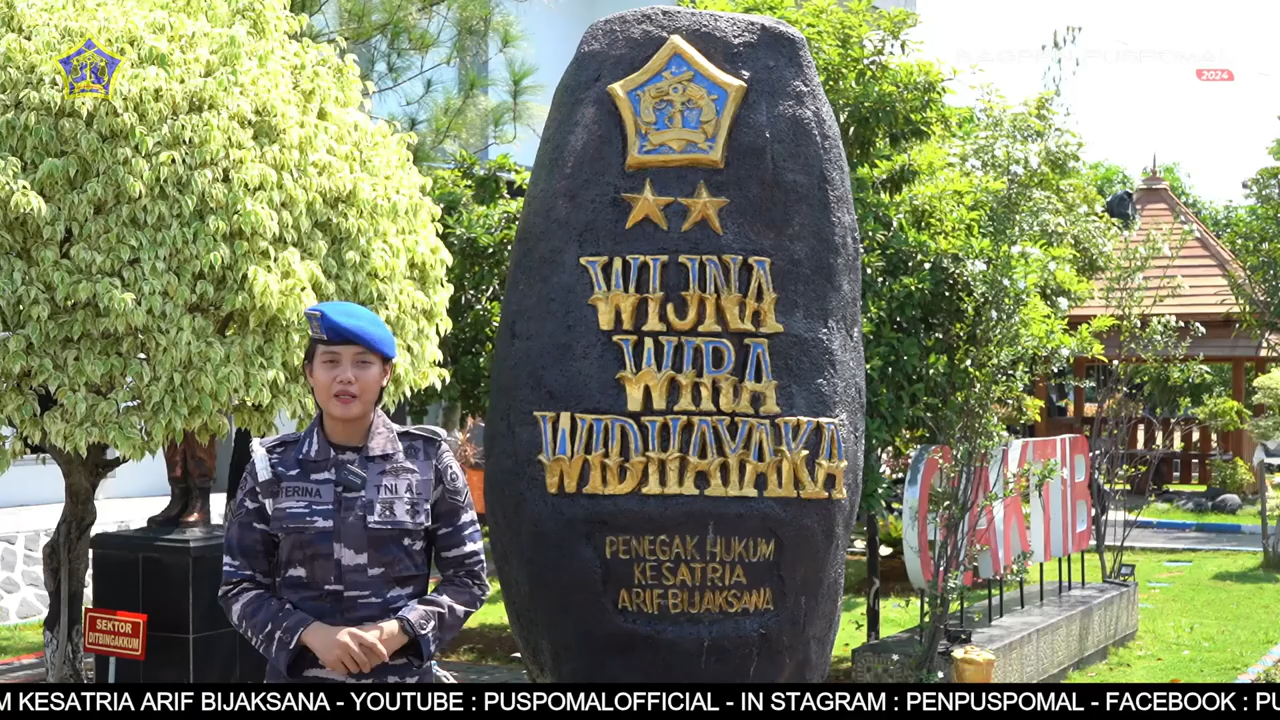 2024
WIJNA
WIRA
WIDHAYAKA
PENEGAK HUKUM
KESATRIA
ARIF BIJAKSANA
TERINA
TNI AL
CAKTIB
SEKTOR
DITBINGAKKUM
M KESATRIA ARIF BIJAKSANA - YOUTUBE : PUSPOMALOFFICIAL - IN STAGRAM : PENPUSPOMAL - FACEBOOK : PU